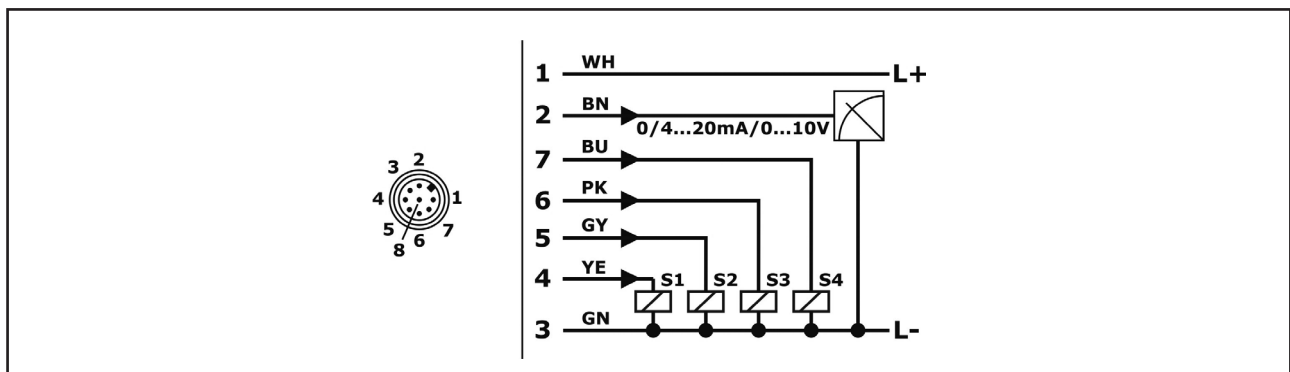 1 WH L+
2 BN
0/4...20mA/0...10V
7 BU
6 PK
5 GY
4 YE S1 S2 S3 S4
3 GN L-
3 2
4 1
5 6 7
8